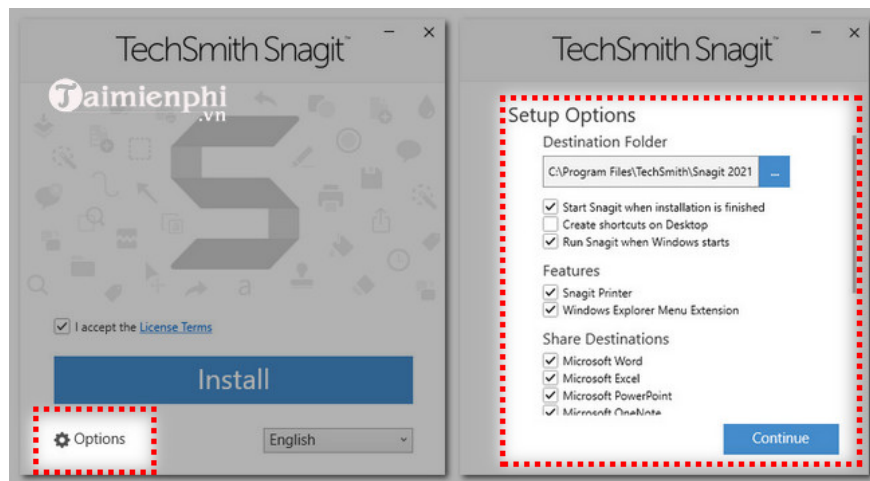 TechSmith Snagit™
Taimienphi
.vn
I accept the License Terms
Install
Options
English
TechSmith Snagit™
Setup Options
Destination Folder
C:\Program Files\TechSmith\Snagit 2021
...
Start Snagit when installation is finished
Create shortcuts on Desktop
Run Snagit when Windows starts
Features
Snagit Printer
Windows Explorer Menu Extension
Share Destinations
Microsoft Word
Microsoft Excel
Microsoft PowerPoint
Microsoft OneNote
Continue